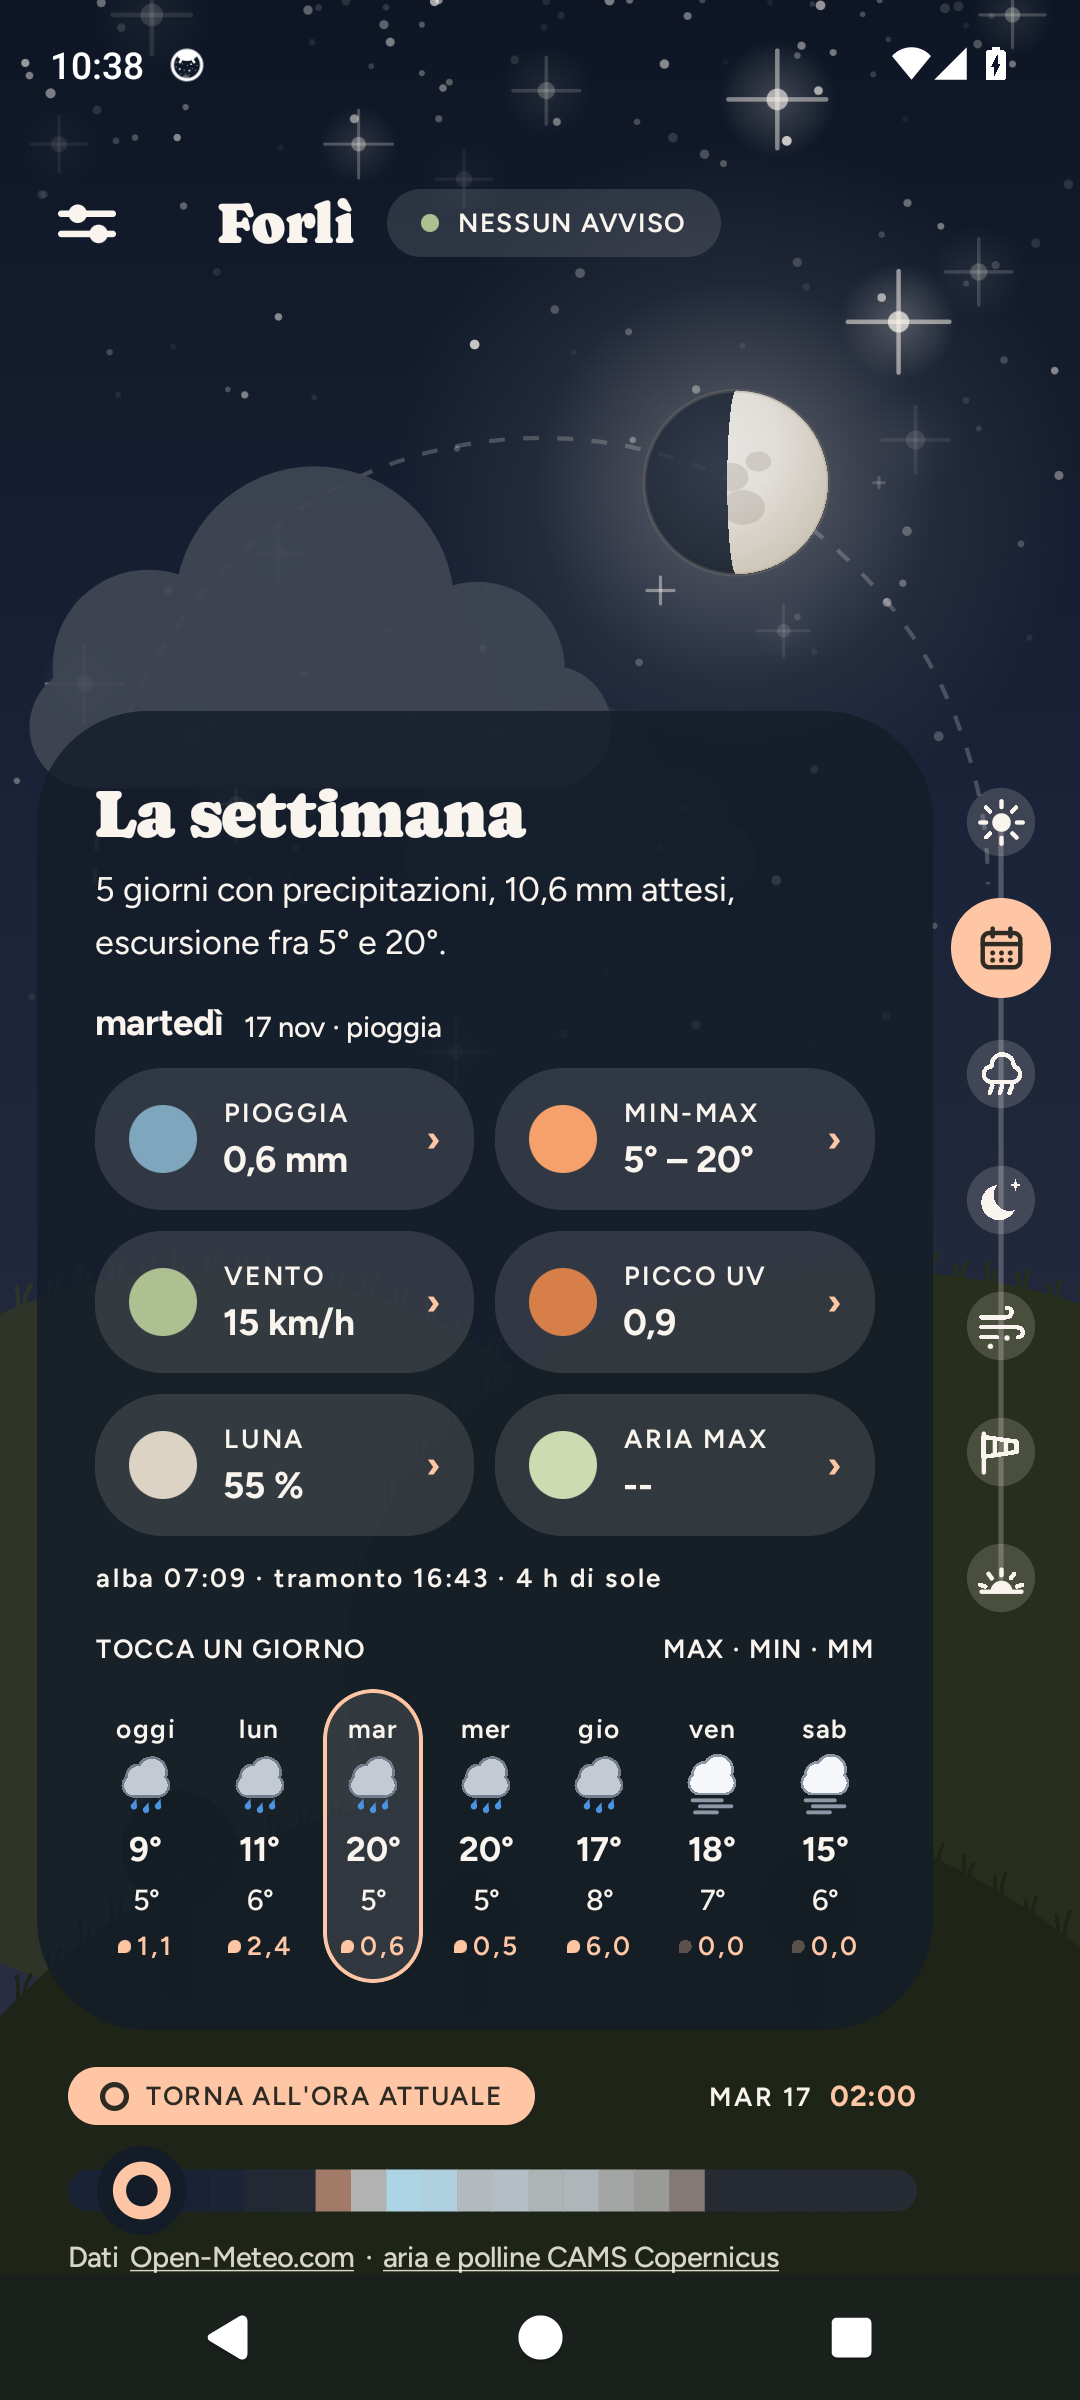 10:38
Forlì
NESSUN AVVISO
La settimana
5 giorni con precipitazioni, 10,6 mm attesi,
escursione fra 5° e 20°.
martedì 17 nov · pioggia
PIOGGIA
0,6 mm
›
MIN-MAX
5° – 20°
›
VENTO
15 km/h
›
PICCO UV
0,9
›
LUNA
55 %
›
ARIA MAX
--
›
alba 07:09 · tramonto 16:43 · 4 h di sole
TOCCA UN GIORNO MAX · MIN · MM
oggi lun mar mer gio ven sab
9° 11° 20° 20° 17° 18° 15°
5° 6° 5° 5° 8° 7° 6°
1,1 2,4 0,6 0,5 6,0 0,0 0,0
TORNA ALL'ORA ATTUALE
MAR 17 02:00
Dati Open-Meteo.com · aria e polline CAMS Copernicus